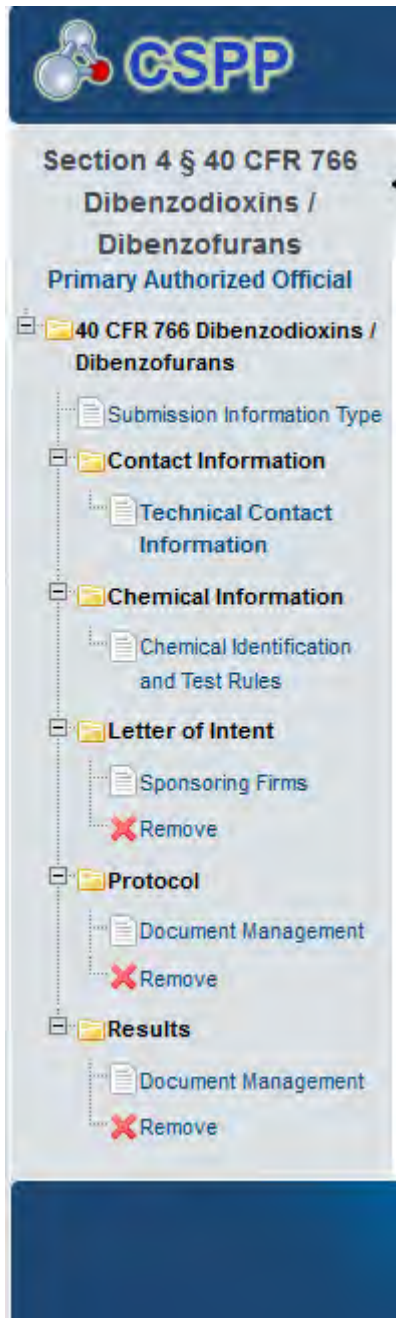 CSPP
Section 4 § 40 CFR 766
Dibenzodioxins /
Dibenzofurans
Primary Authorized Official
40 CFR 766 Dibenzodioxins /
Dibenzofurans
Submission Information Type
Contact Information
Technical Contact
Information
Chemical Information
Chemical Identification
and Test Rules
Letter of Intent
Sponsoring Firms
Remove
Protocol
Document Management
Remove
Results
Document Management
Remove